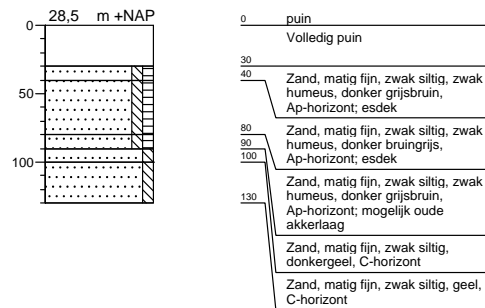 28,5 m +NAP
0
50
100
0 puin
Volledig puin
30
40
Zand, matig fijn, zwak siltig, zwak
humeus, donker grijsbruin,
Ap-horizont; esdek
80
Zand, matig fijn, zwak siltig, zwak
humeus, donker bruingrijs,
Ap-horizont; esdek
90
100
Zand, matig fijn, zwak siltig, zwak
humeus, donker grijsbruin,
Ap-horizont; mogelijk oude
akkerlaag
130
Zand, matig fijn, zwak siltig,
donkergeel, C-horizont
Zand, matig fijn, zwak siltig, geel,
C-horizont